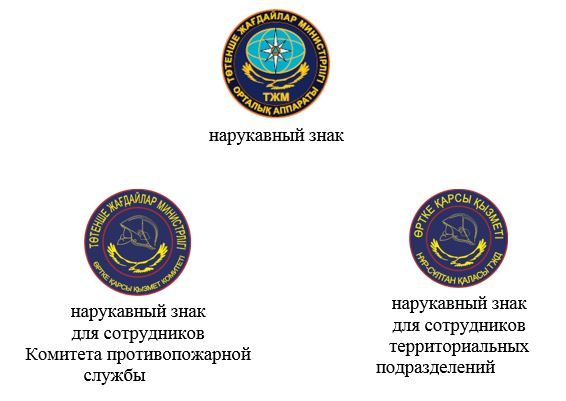 ТӨТЕНШЕ ЖАҒДАЙЛАР МИНИСТРЛІГІ
ТЖМ
ОРТАЛЫҚ АППАРАТЫ
нарукавный знак
ТӨТЕНШЕ ЖАҒДАЙЛАР МИНИСТРЛІГІ
ӨРТКЕ ҚАРСЫ ҚЫЗМЕТ КОМИТЕТІ
нарукавный знак
для сотрудников
Комитета противопожарной
службы
ӨРТКЕ ҚАРСЫ ҚЫЗМЕТІ
НҰР-СҰЛТАН ҚАЛАСЫ ТЖД
нарукавный знак
для сотрудников
территориальных
подразделений